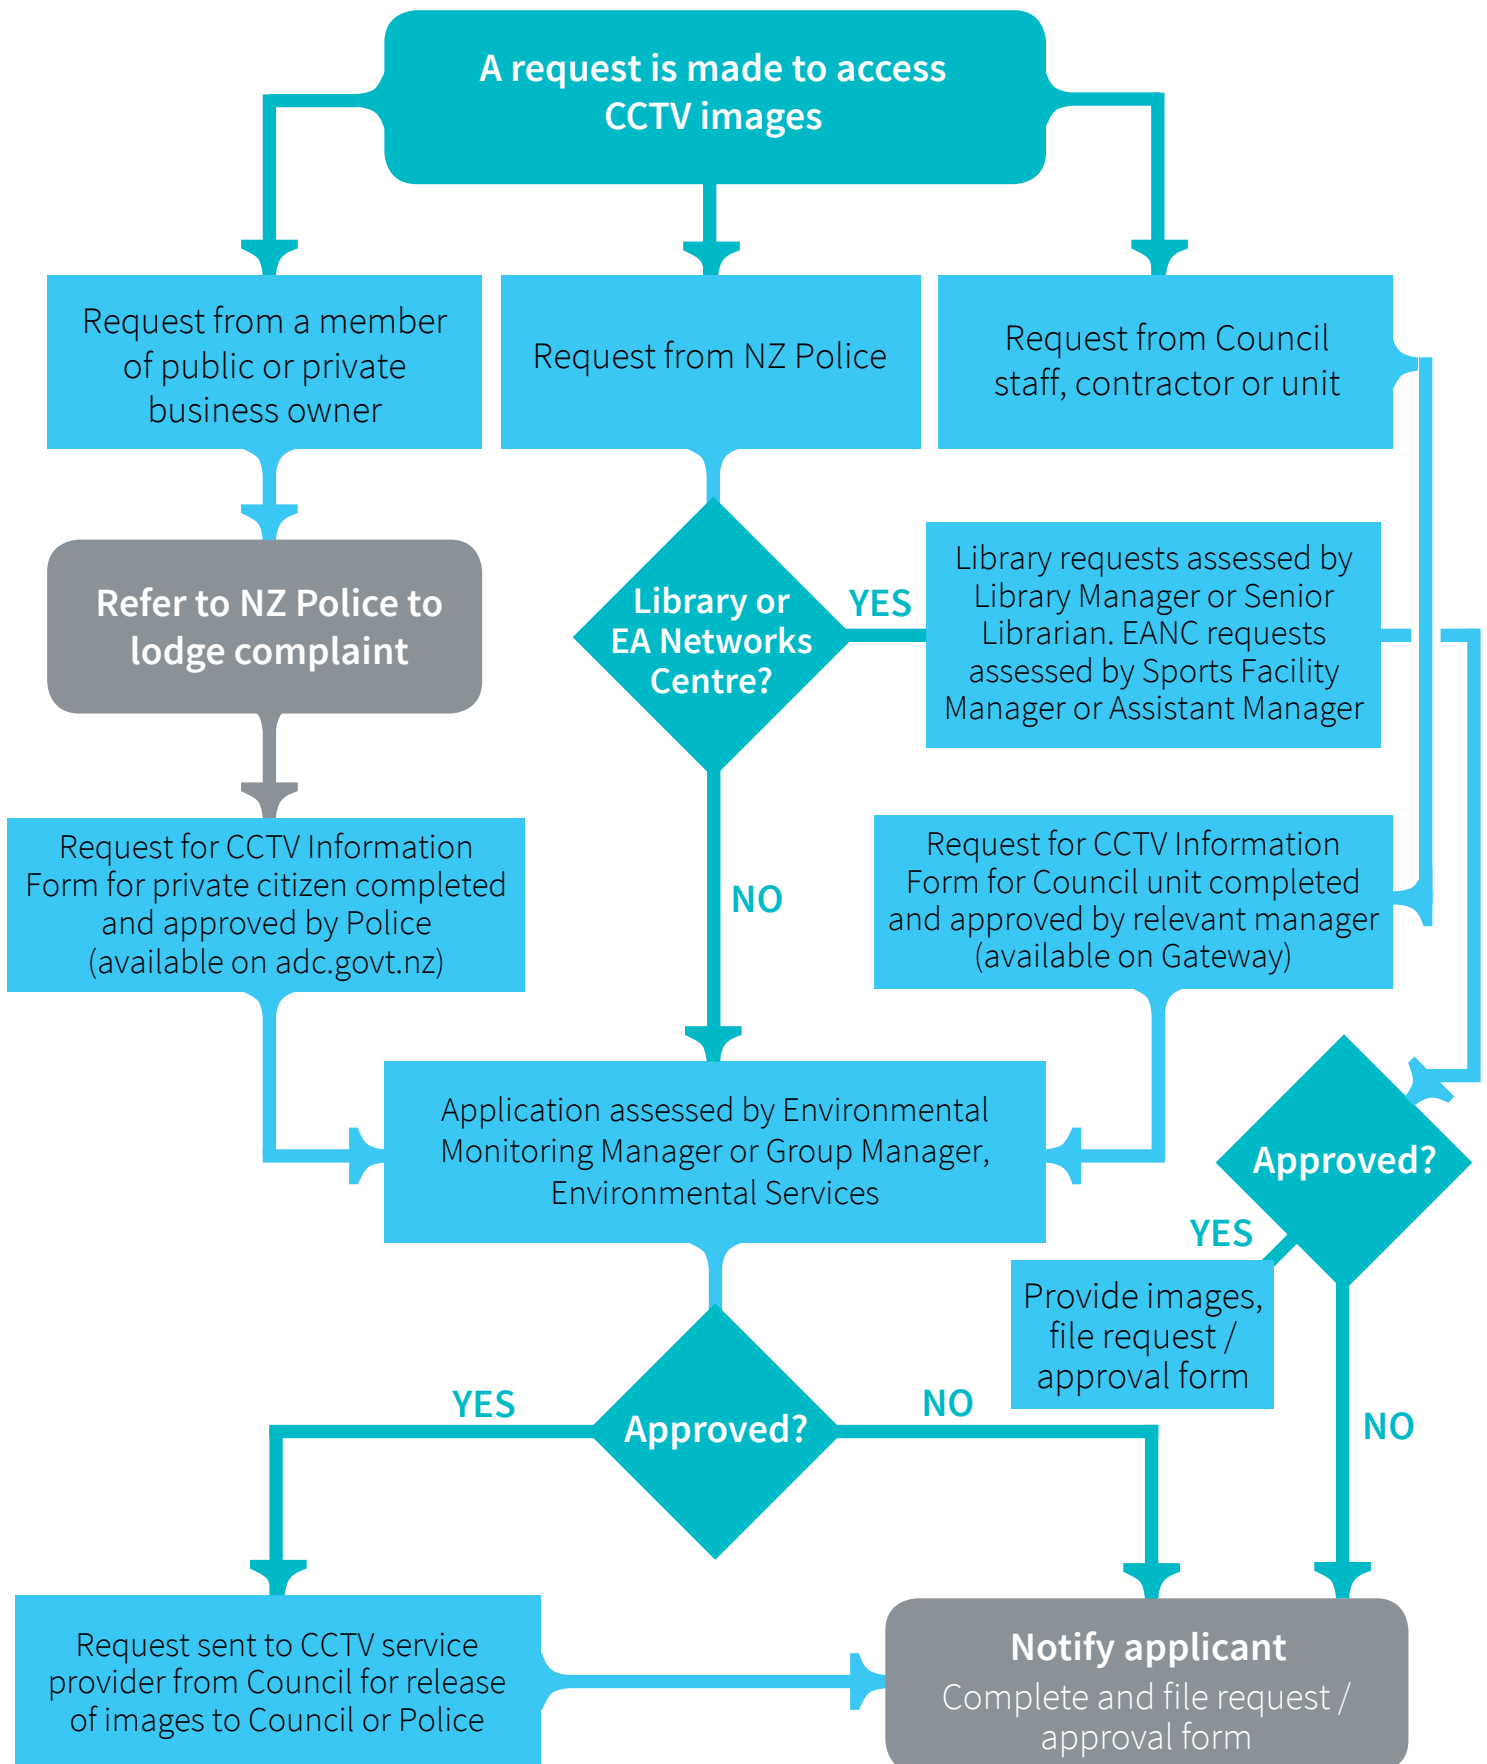 A request is made to access
CCTV images
Request from a member
of public or private
business owner
Request from NZ Police
Request from Council
staff, contractor or unit
Refer to NZ Police to
lodge complaint
Library or
EA Networks
Centre?
YES
Library requests assessed by
Library Manager or Senior
Librarian. EANC requests
assessed by Sports Facility
Manager or Assistant Manager
Request for CCTV Information
Form for private citizen completed
and approved by Police
(available on adc.govt.nz)
NO
Request for CCTV Information
Form for Council unit completed
and approved by relevant manager
(available on Gateway)
Application assessed by Environmental
Monitoring Manager or Group Manager,
Environmental Services
Approved?
YES
Provide images,
file request /
approval form
NO
YES
Approved?
NO
Request sent to CCTV service
provider from Council for release
of images to Council or Police
Notify applicant
Complete and file request /
approval form